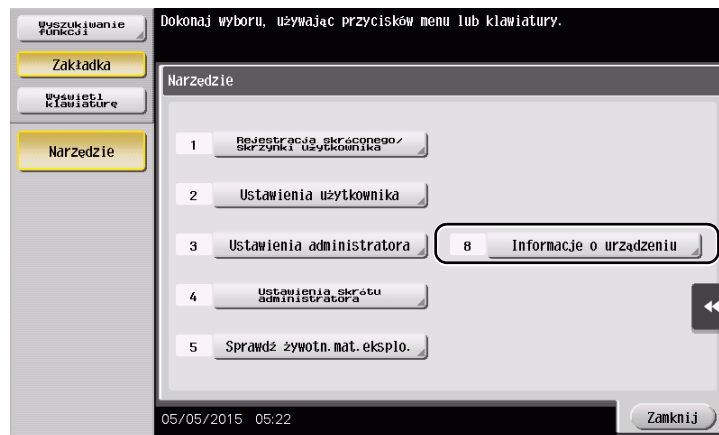 Wyszukiwanie
funkcji
Dokonaj wyboru, używając przycisków menu lub klawiatury.
Zakładka
Wyświetl
klawiaturę
Narzędzie
Narzędzie
1 Rejestracja skróconego/
skrzynki użytkownika
2 Ustawienia użytkownika
3 Ustawienia administratora
8 Informacje o urządzeniu
4 Ustawienia skrótu
administratora
5 Sprawdź żywotn.mat.eksplo.
05/05/2015 05:22
Zamknij